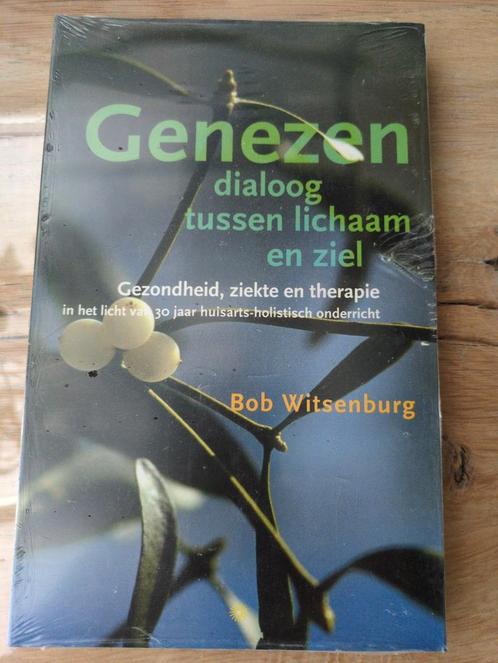 Genezen
dialoog
tussen lichaam
en ziel
Gezondheid, ziekte en therapie
in het licht van 30 jaar huisarts-holistisch onderricht
Bob Witsenburg